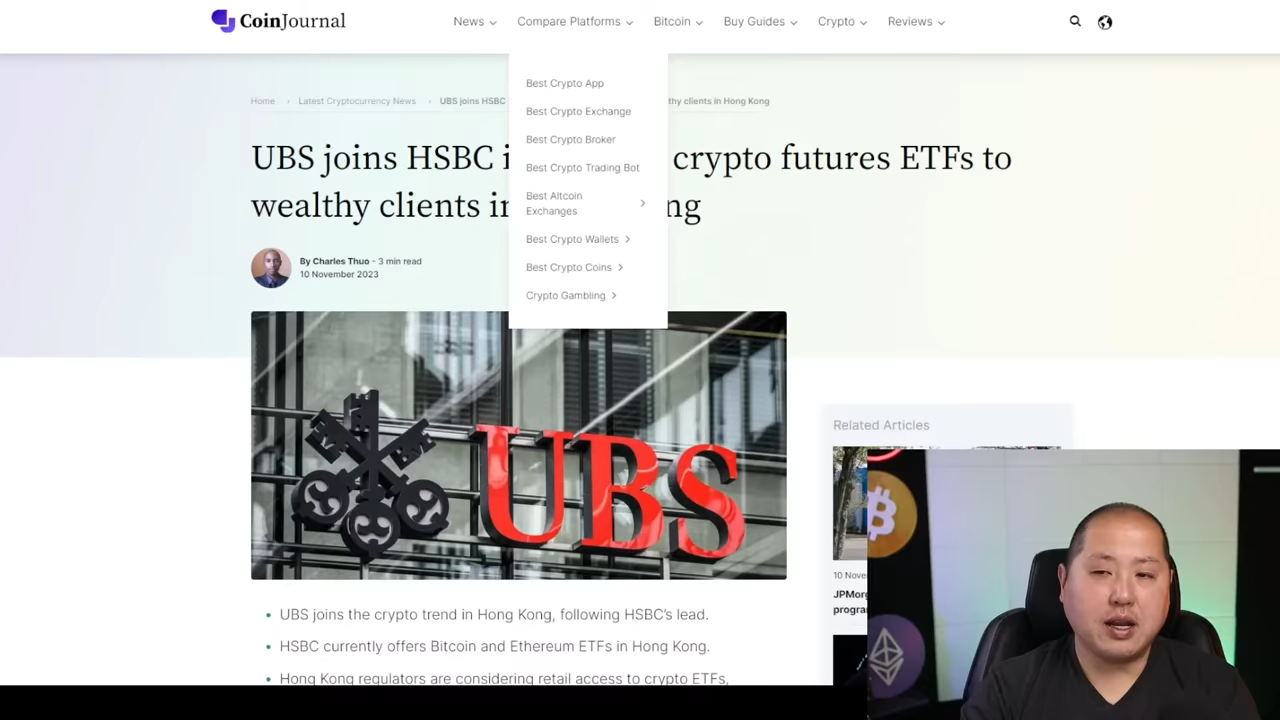 CoinJournal
News
Compare Platforms
Bitcoin
Buy Guides
Crypto
Reviews
Best Crypto App
Best Crypto Exchange
Best Crypto Broker
Best Crypto Trading Bot
Best Altcoin
Exchanges
Best Crypto Wallets
Best Crypto Coins
Crypto Gambling
Home › Latest Cryptocurrency News › UBS joins HSBC thy clients in Hong Kong
UBS joins HSBC crypto futures ETFs to
wealthy clients ng
By Charles Thuo - 3 min read
10 November 2023
UBS
• UBS joins the crypto trend in Hong Kong, following HSBC's lead.
• HSBC currently offers Bitcoin and Ethereum ETFs in Hong Kong.
• Hong Kong regulators are considering retail access to crypto ETFs,
Related Articles
10 Nove
JPMorg
progra